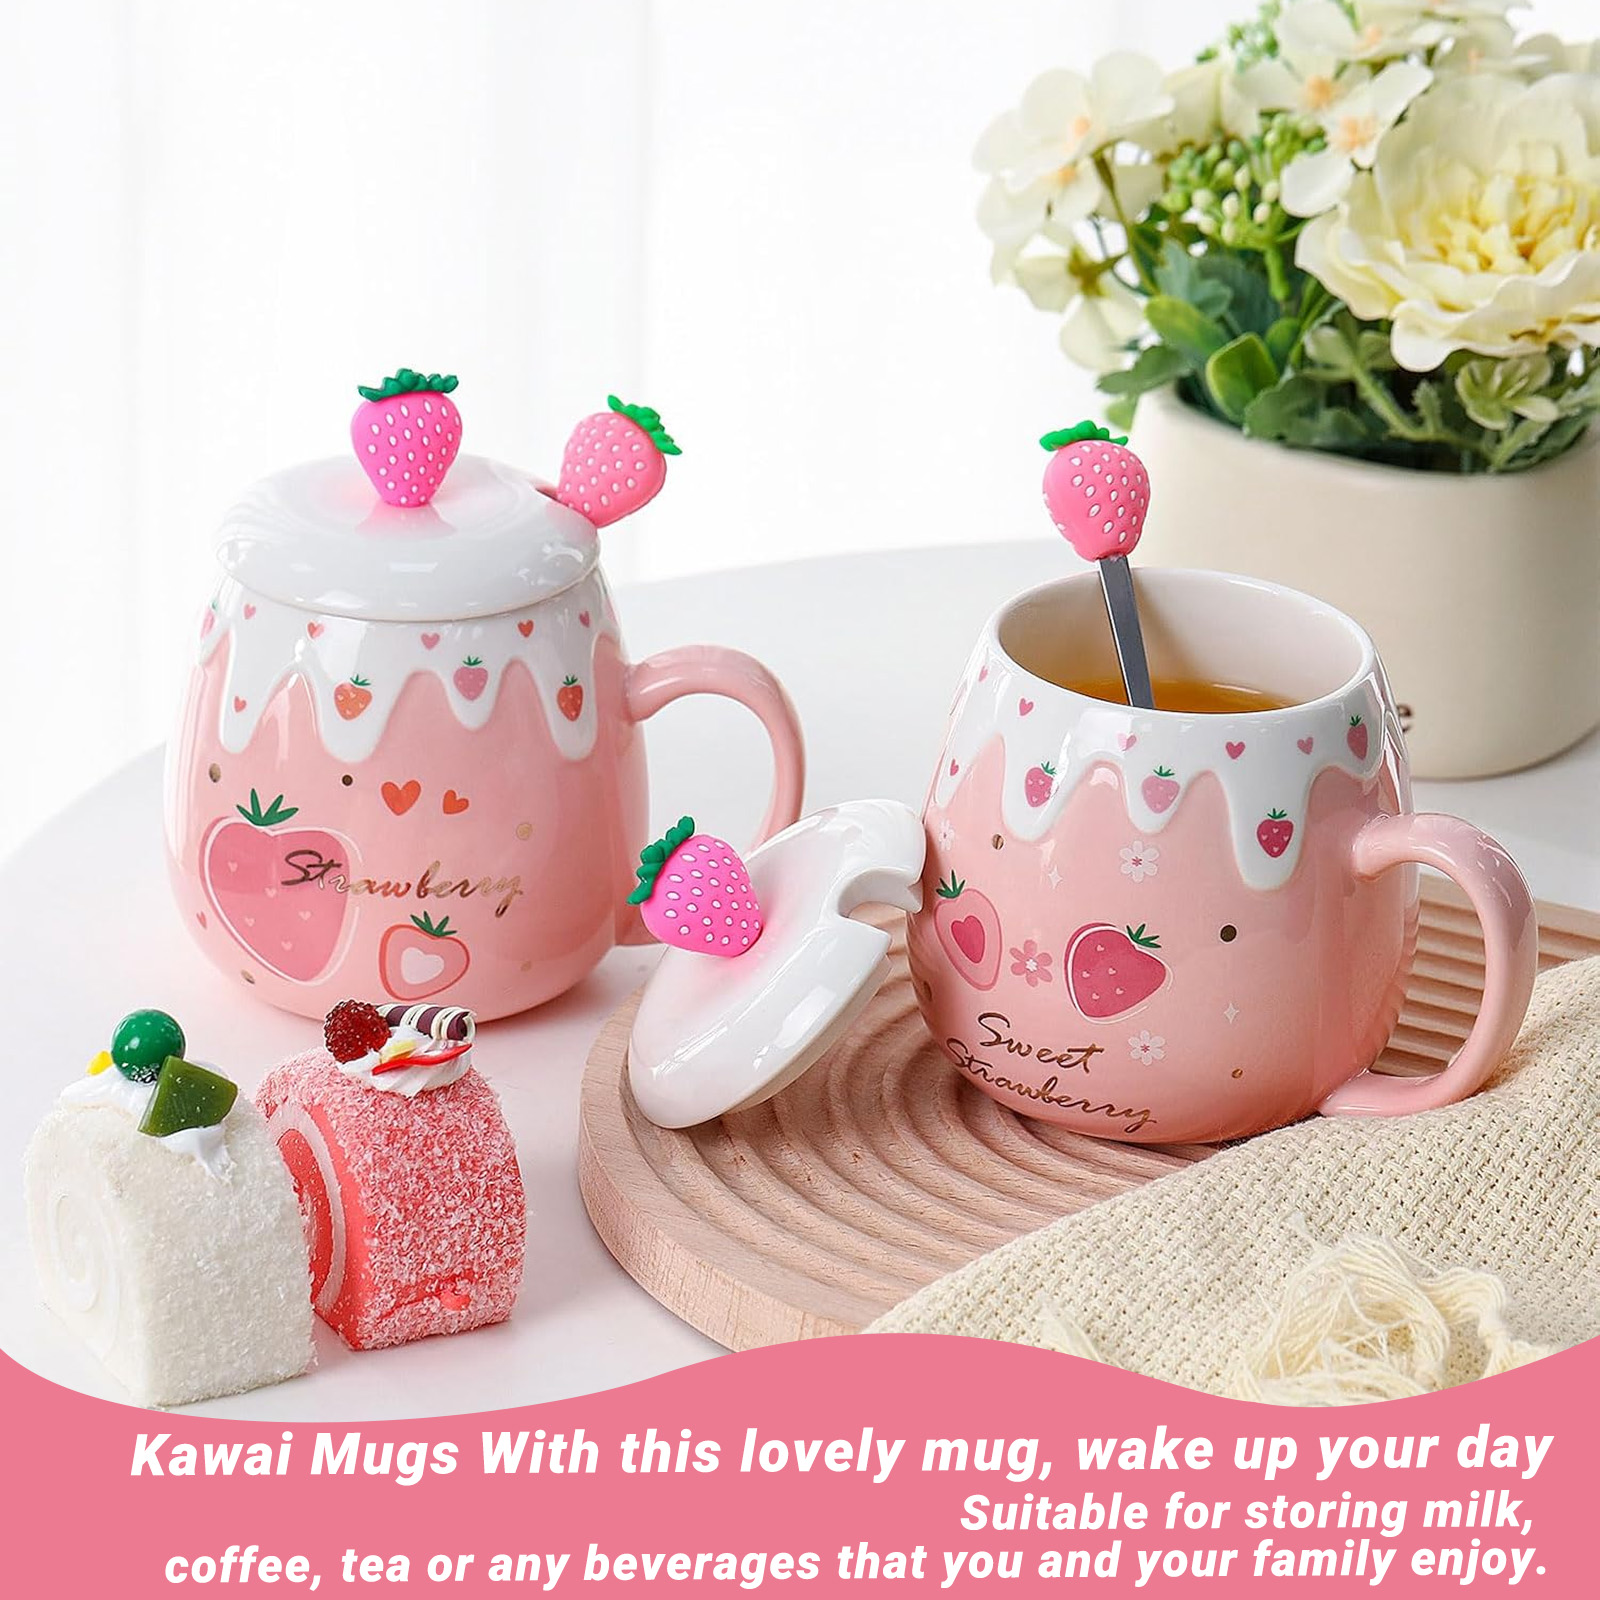 Strawberry
Sweet
Strawberry
Kawai Mugs With this lovely mug, wake up your day
Suitable for storing milk,
coffee, tea or any beverages that you and your family enjoy.